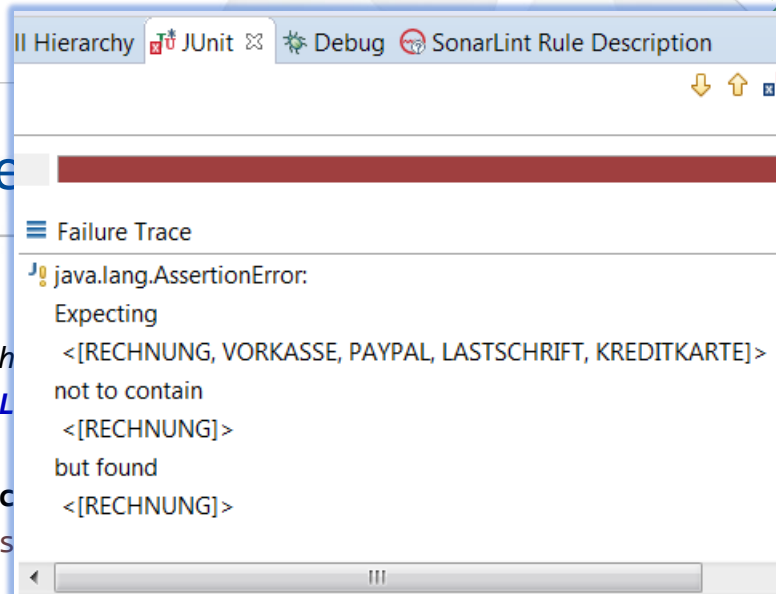 ll Hierarchy JUnit Debug SonarLint Rule Description
e
Failure Trace
java.lang.AssertionError:
Expecting
<[RECHNUNG, VORKASSE, PAYPAL, LASTSCHRIFT, KREDITKARTE]>
h
not to contain
L
<[RECHNUNG]>
but found
c
<[RECHNUNG]>
s